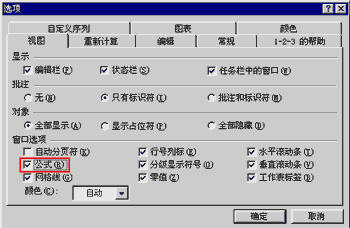 选项
自定义序列 图表 颜色
视图 重新计算 编辑 常规 1-2-3 的帮助
显示
编辑栏(F) 状态栏(S) 任务栏中的窗口(W)
批注
无(N) 只有标识符(I) 批注和标识符(M)
对象
全部显示(A) 显示占位符(P) 全部隐藏(D)
窗口选项
自动分页符(K) 行号列标(E) 水平滚动条(T)
公式(R) 分级显示符号(O) 垂直滚动条(V)
网格线(G) 零值(Z) 工作表标签(B)
颜色(C): 自动
确定 取消